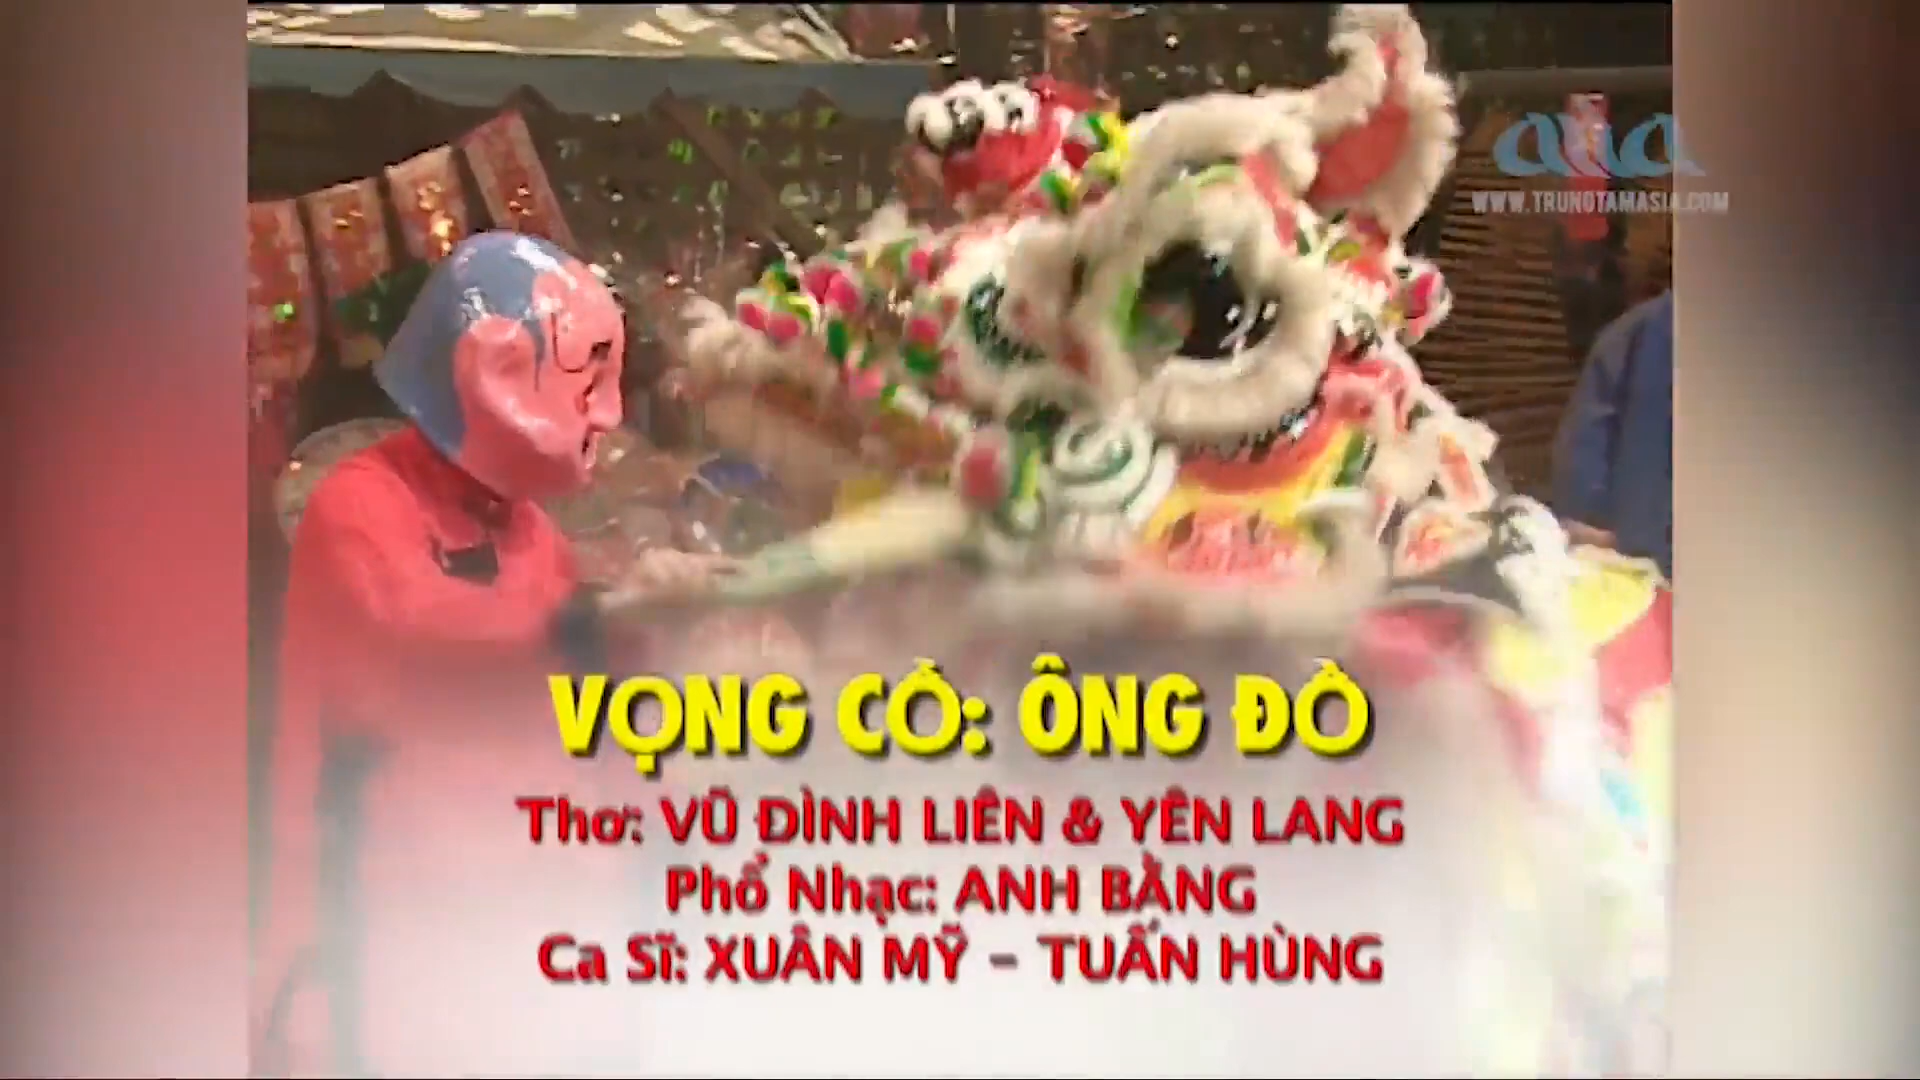 asia
WWW.TRUNGTAMASIA.COM
VỌNG CỔ: ÔNG ĐỒ
Thơ: VŨ ĐÌNH LIÊN & YÊN LANG
Phổ Nhạc: ANH BẰNG
Ca Sĩ: XUÂN MỸ - TUẤN HÙNG